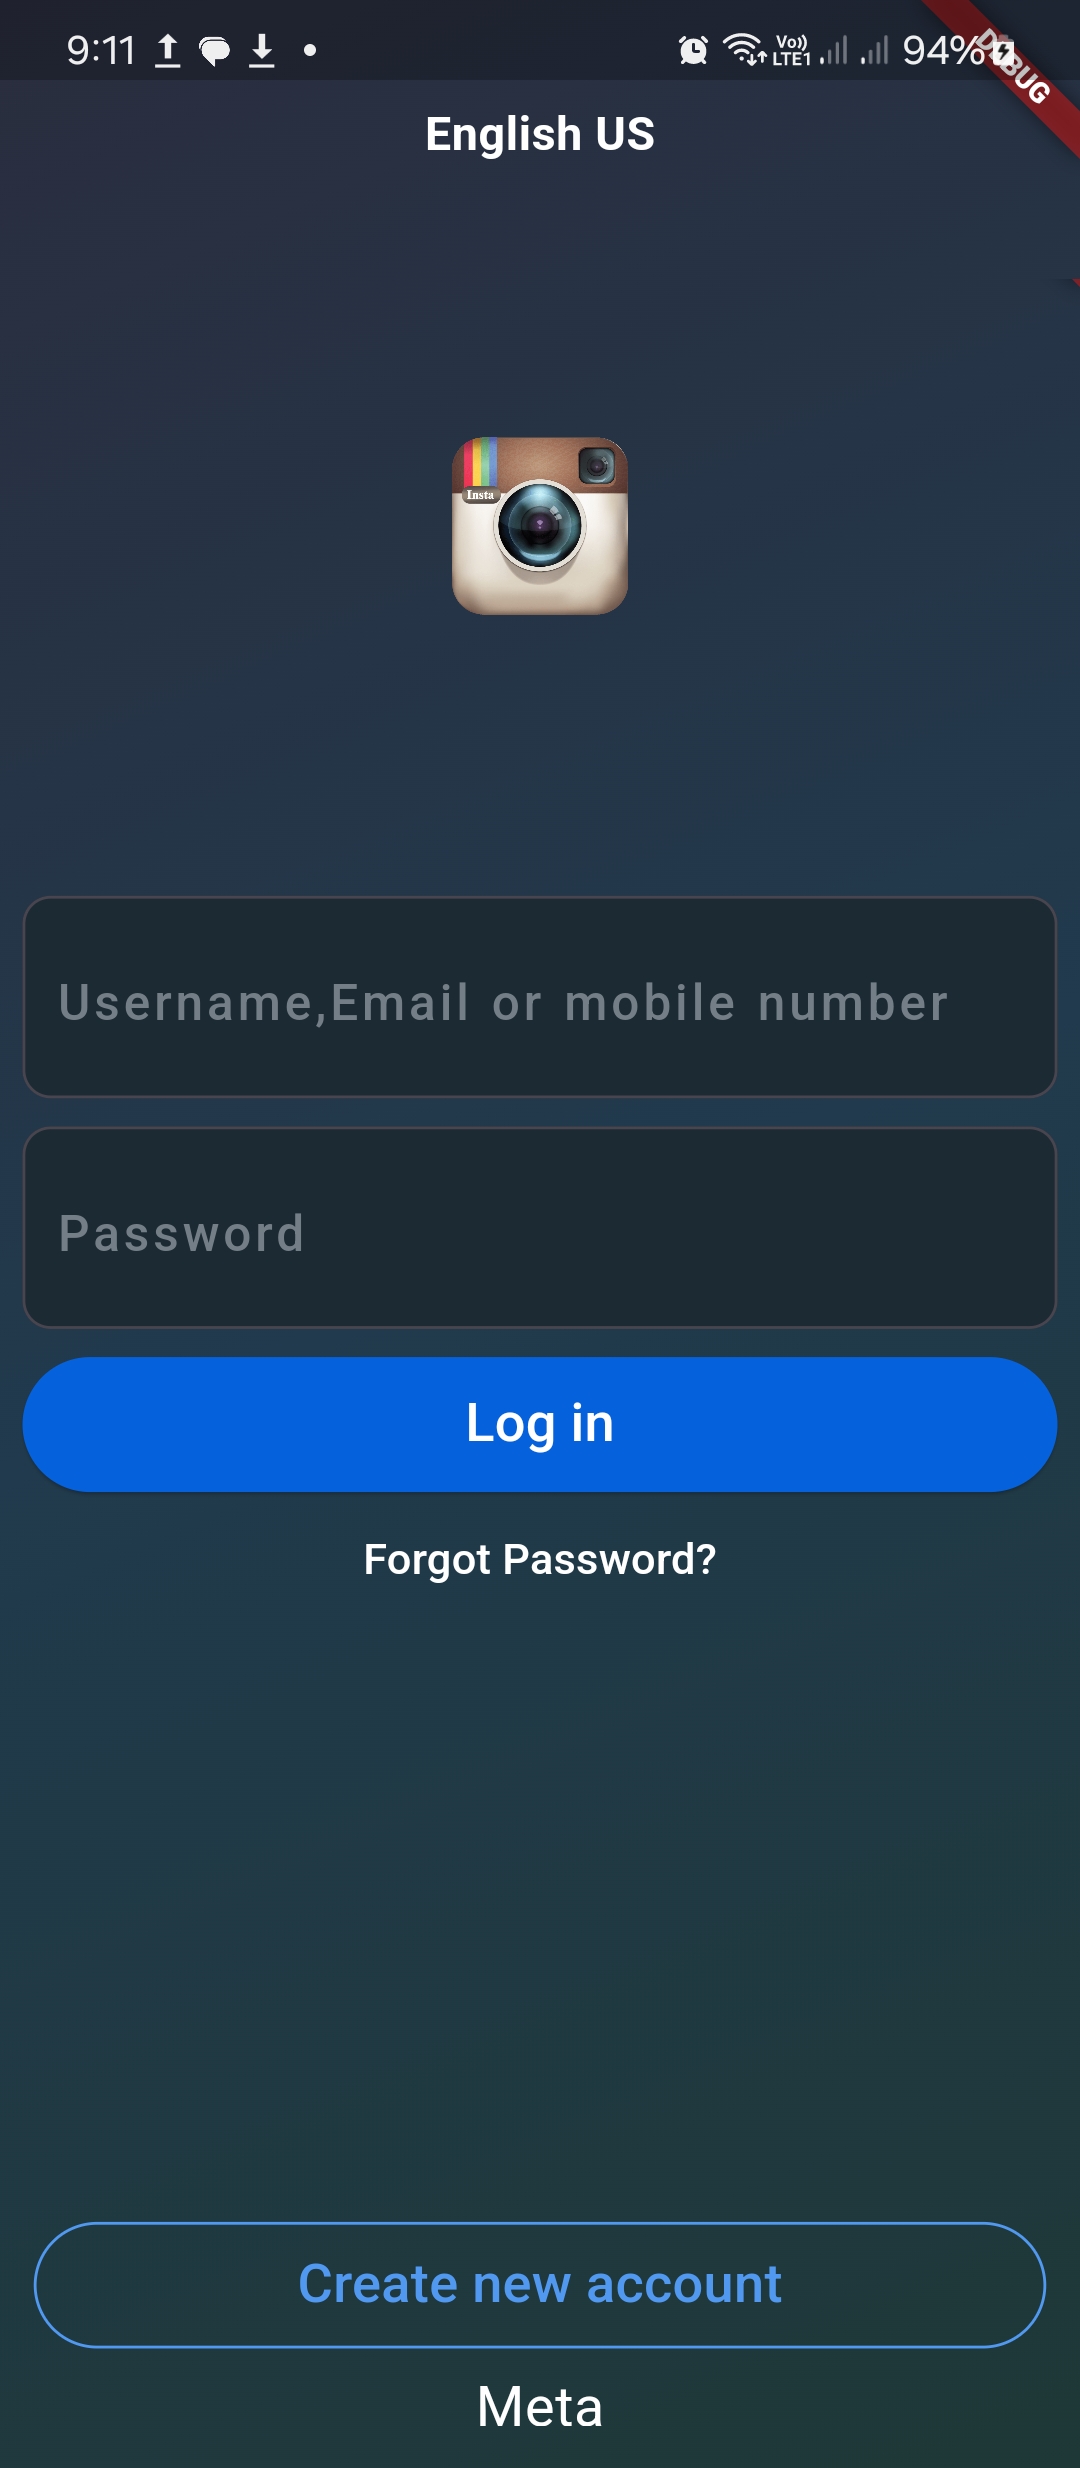 9:11 Vo)) LTE1 94%
DEBUG
English US
Insta
Username,Email or mobile number
Password
Log in
Forgot Password?
Create new account
Meta